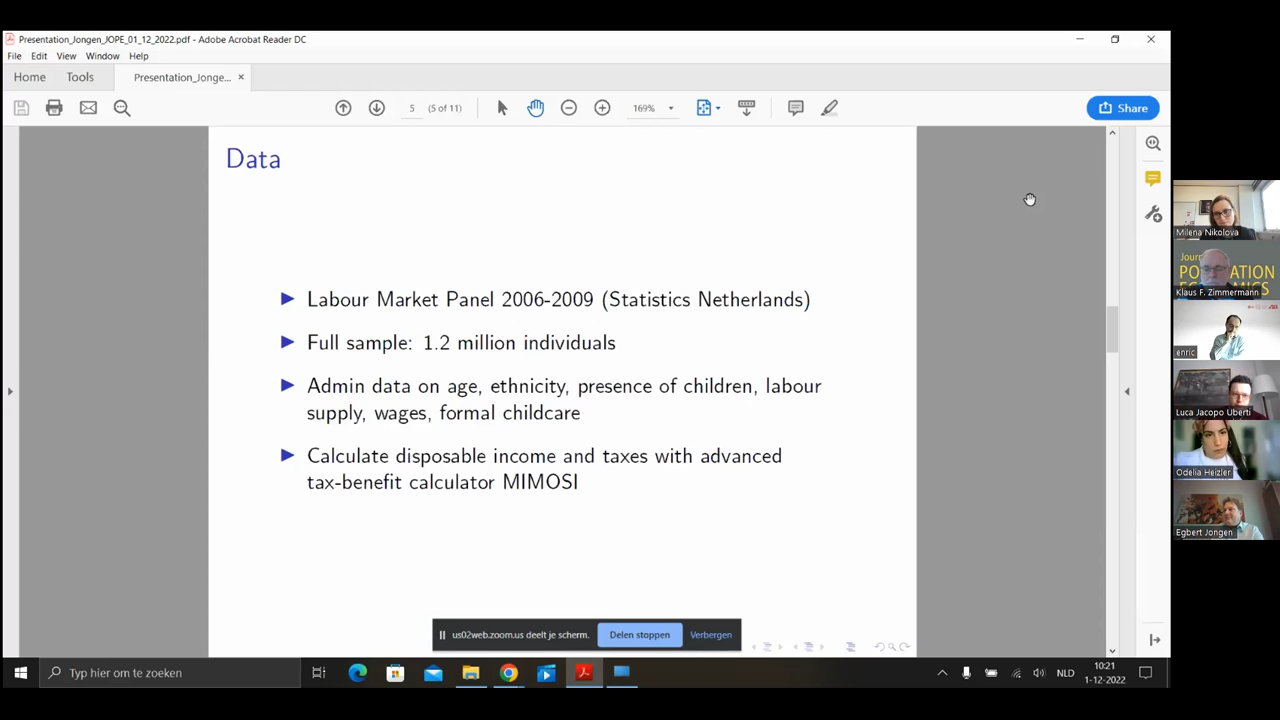 Presentation_Jongen_JOPE_01_12_2022.pdf - Adobe Acrobat Reader DC
File Edit View Window Help
Home Tools Presentation_Jonge... ×
5 (5 of 11) 169% Share
Data
Labour Market Panel 2006-2009 (Statistics Netherlands)
Full sample: 1.2 million individuals
Admin data on age, ethnicity, presence of children, labour
supply, wages, formal childcare
Calculate disposable income and taxes with advanced
tax-benefit calculator MIMOSI
Milena Nikolova
Klaus F. Zimmermann
enric
Luca Jacopo Uberti
Odelia Heizler
Egbert Jongen
us02web.zoom.us deelt je scherm. Delen stoppen Verbergen
Typ hier om te zoeken
NLD
10:21
1-12-2022